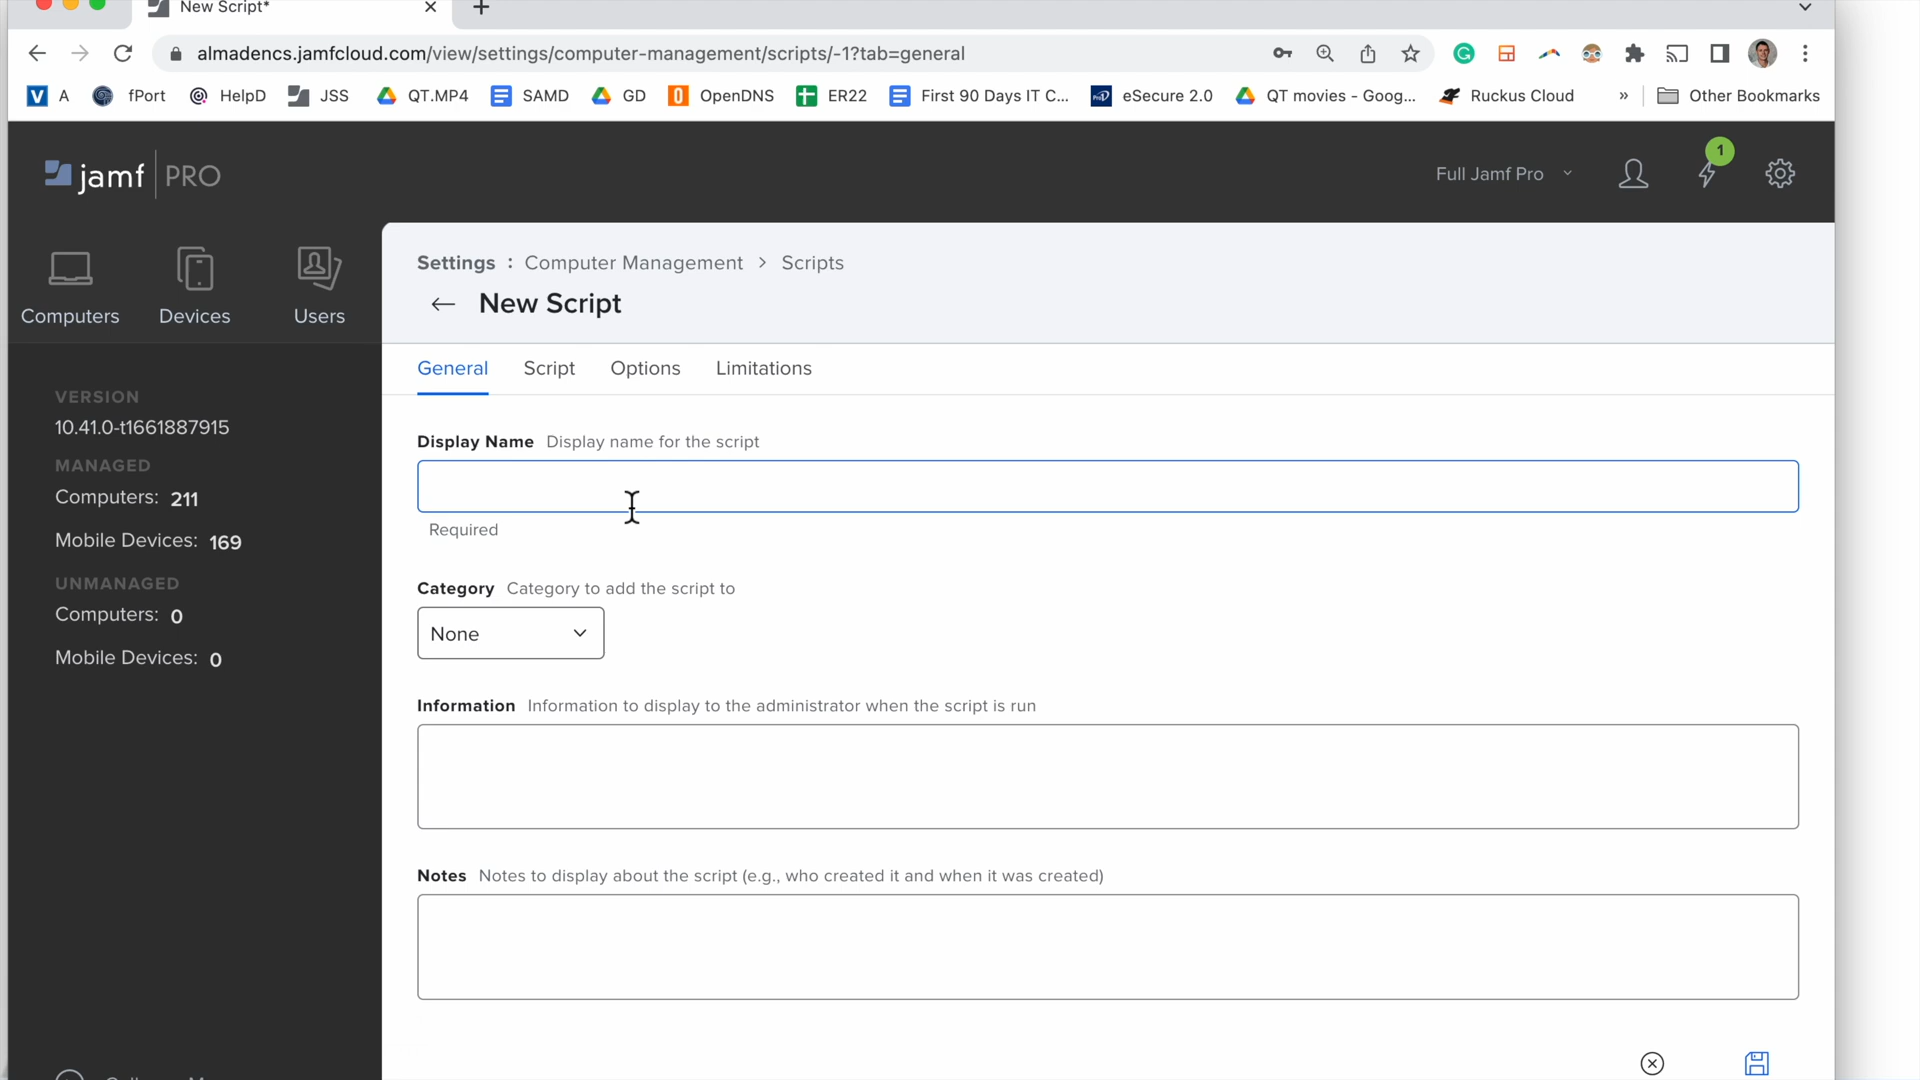 New Script*
almadencs.jamfcloud.com/view/settings/computer-management/scripts/-1?tab=general
A fPort HelpD JSS QT.MP4 SAMD GD OpenDNS ER22 First 90 Days IT C... eSecure 2.0 QT movies - Goog... Ruckus Cloud » Other Bookmarks
jamf PRO
Full Jamf Pro
1
Computers Devices Users
Settings : Computer Management > Scripts
New Script
General Script Options Limitations
VERSION
10.41.0-t1661887915
MANAGED
Computers: 211
Mobile Devices: 169
UNMANAGED
Computers: 0
Mobile Devices: 0
Display Name Display name for the script
Required
Category Category to add the script to
None
Information Information to display to the administrator when the script is run
Notes Notes to display about the script (e.g., who created it and when it was created)